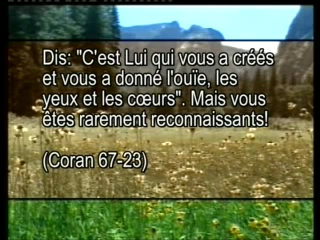 Dis: "C'est Lui qui vous a créés
et vous a donné l'ouïe, les
yeux et les cœurs". Mais vous
êtes rarement reconnaissants!
(Coran 67-23)